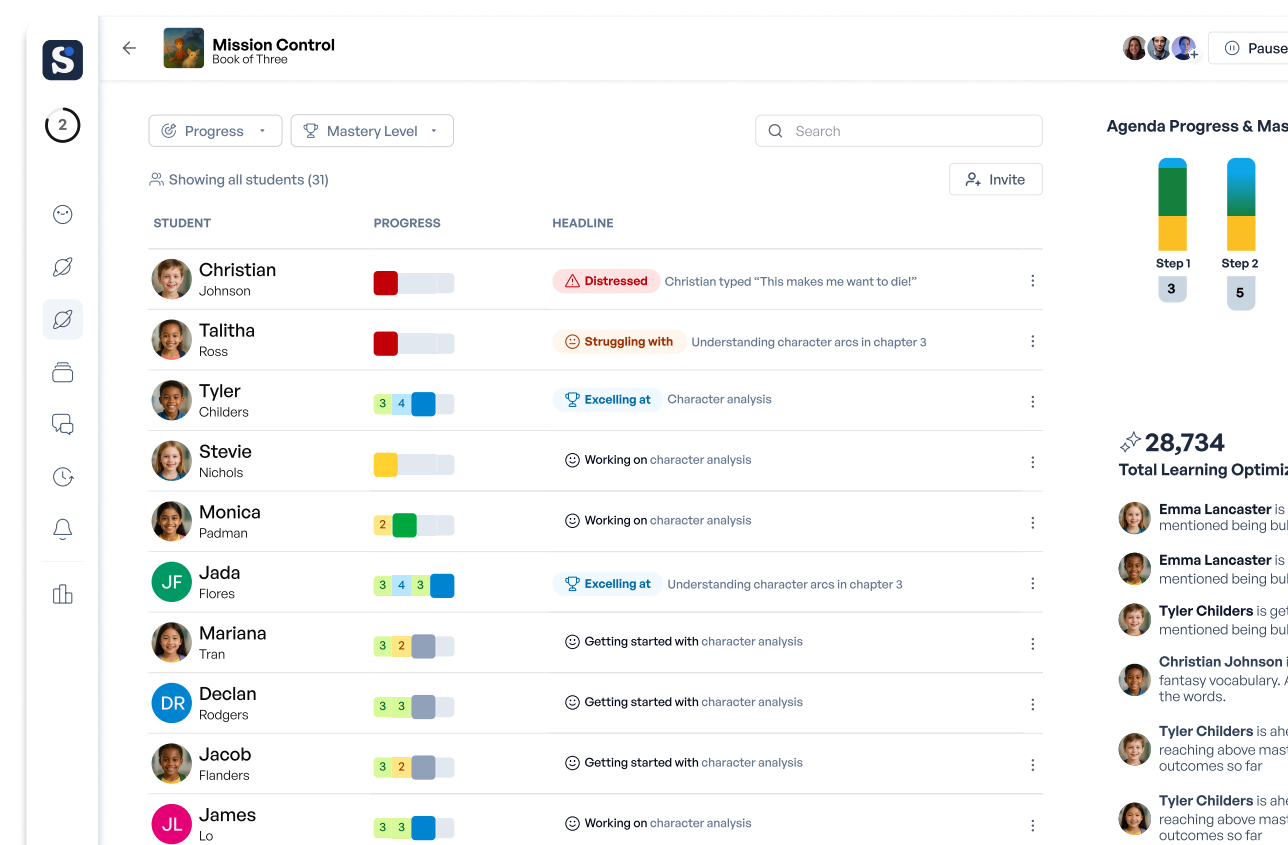 Mission Control
Book of Three
Pause
2
Progress
Mastery Level
Search
Showing all students (31)
Invite
STUDENT PROGRESS HEADLINE
Christian
Johnson
Distressed Christian typed “This makes me want to die!”
Talitha
Ross
Struggling with Understanding character arcs in chapter 3
Tyler
Childers
3 4
Excelling at Character analysis
Stevie
Nichols
Working on character analysis
Monica
Padman
2
Working on character analysis
JF
Jada
Flores
3 4 3
Excelling at Understanding character arcs in chapter 3
Mariana
Tran
3 2
Getting started with character analysis
DR
Declan
Rodgers
3 3
Getting started with character analysis
Jacob
Flanders
3 2
Getting started with character analysis
JL
James
Lo
3 3
Working on character analysis
Agenda Progress & Mas
Step 1 Step 2
3 5
28,734
Total Learning Optimiz
Emma Lancaster is
mentioned being bul
Emma Lancaster is
mentioned being bul
Tyler Childers is get
mentioned being bul
Christian Johnson i
fantasy vocabulary. A
the words.
Tyler Childers is ahe
reaching above mast
outcomes so far
Tyler Childers is ahe
reaching above mast
outcomes so far